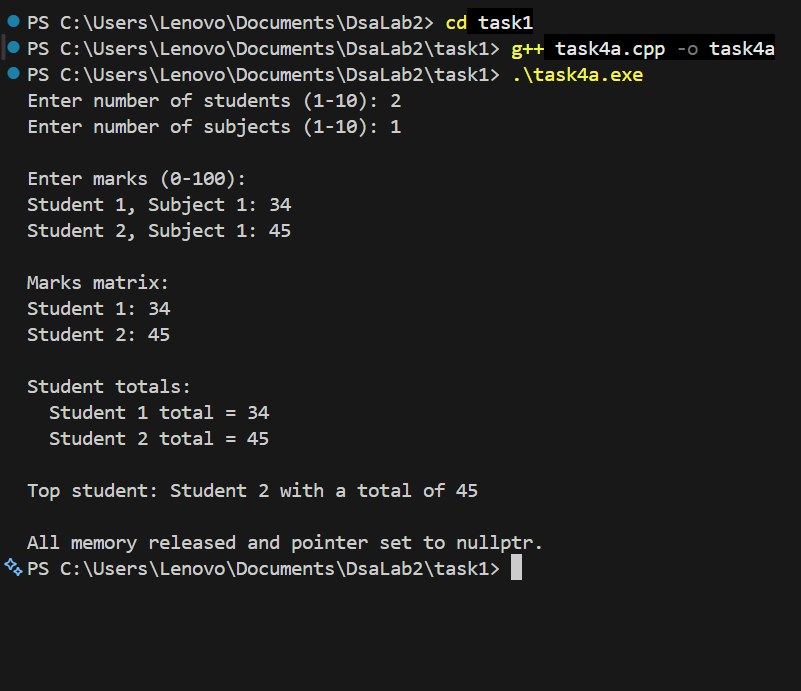 PS C:\Users\Lenovo\Documents\DsaLab2> cd task1
PS C:\Users\Lenovo\Documents\DsaLab2\task1> g++ task4a.cpp -o task4a
PS C:\Users\Lenovo\Documents\DsaLab2\task1> .\task4a.exe
Enter number of students (1-10): 2
Enter number of subjects (1-10): 1
Enter marks (0-100):
Student 1, Subject 1: 34
Student 2, Subject 1: 45
Marks matrix:
Student 1: 34
Student 2: 45
Student totals:
Student 1 total = 34
Student 2 total = 45
Top student: Student 2 with a total of 45
All memory released and pointer set to nullptr.
PS C:\Users\Lenovo\Documents\DsaLab2\task1>